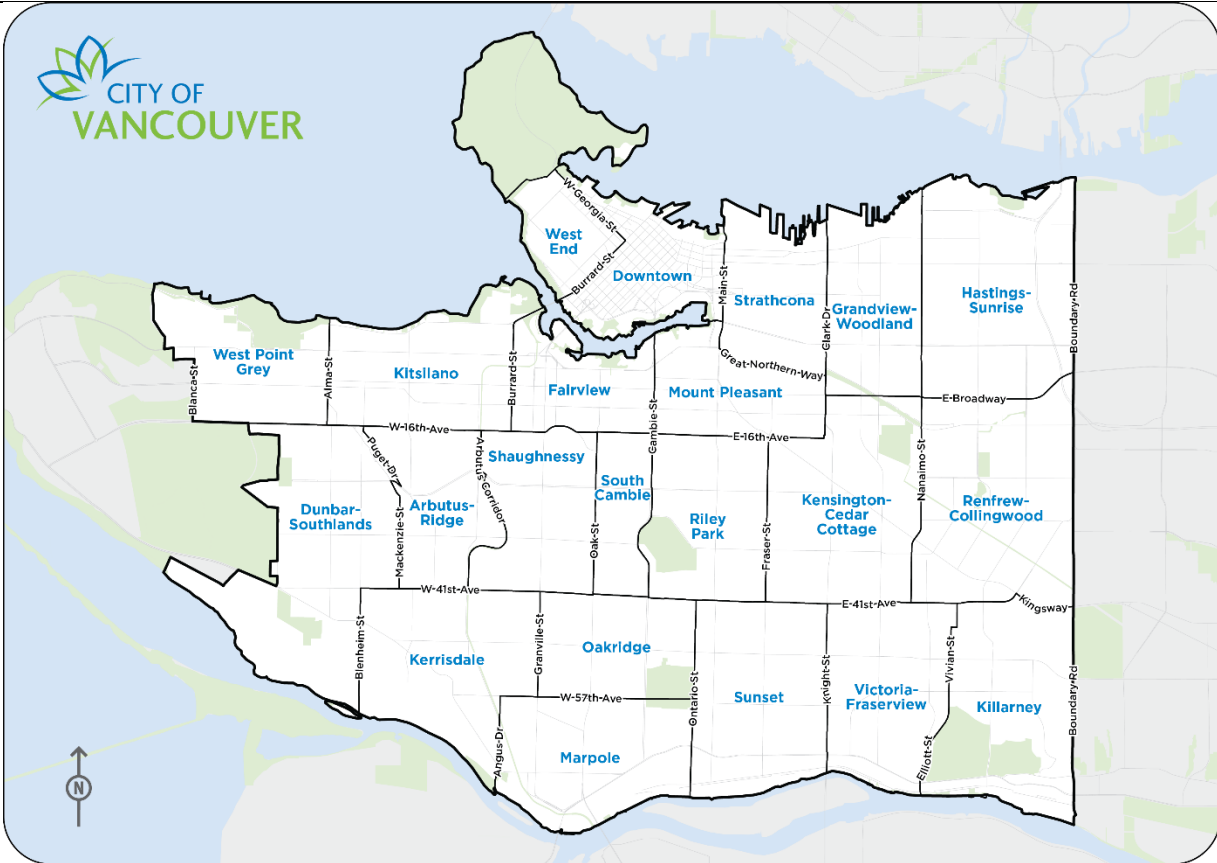 CITY OF
VANCOUVER
W-Georgia-St
West
End
Burrard-St
Downtown
Main-St
Strathcona
Clark-Dr
Grandview-
Woodland
Hastings-
Sunrise
Boundary-Rd
West Point
Grey
Blanca-St
Alma-St
Kitsilano
Burrard-St
Fairview
Cambie-St
Great-Northern-Way
Mount Pleasant
E-Broadway
W-16th-Ave
E-16th-Ave
Puget-Dr
Arbutus-Corridor
Shaughnessy
South
Cambie
Nanaimo-St
Dunbar-
Southlands
Mackenzie-St
Arbutus-
Ridge
Oak-St
Riley
Park
Fraser-St
Kensington-
Cedar
Cottage
Renfrew-
Collingwood
W-41st-Ave
E-41st-Ave
Kingsway
Blenheim-St
Kerrisdale
Granville-St
Oakridge
W-57th-Ave
Ontario-St
Sunset
Knight-St
Victoria-
Fraserview
Vivian-St
Killarney
Boundary-Rd
Angus-Dr
Marpole
Elliott-St
N